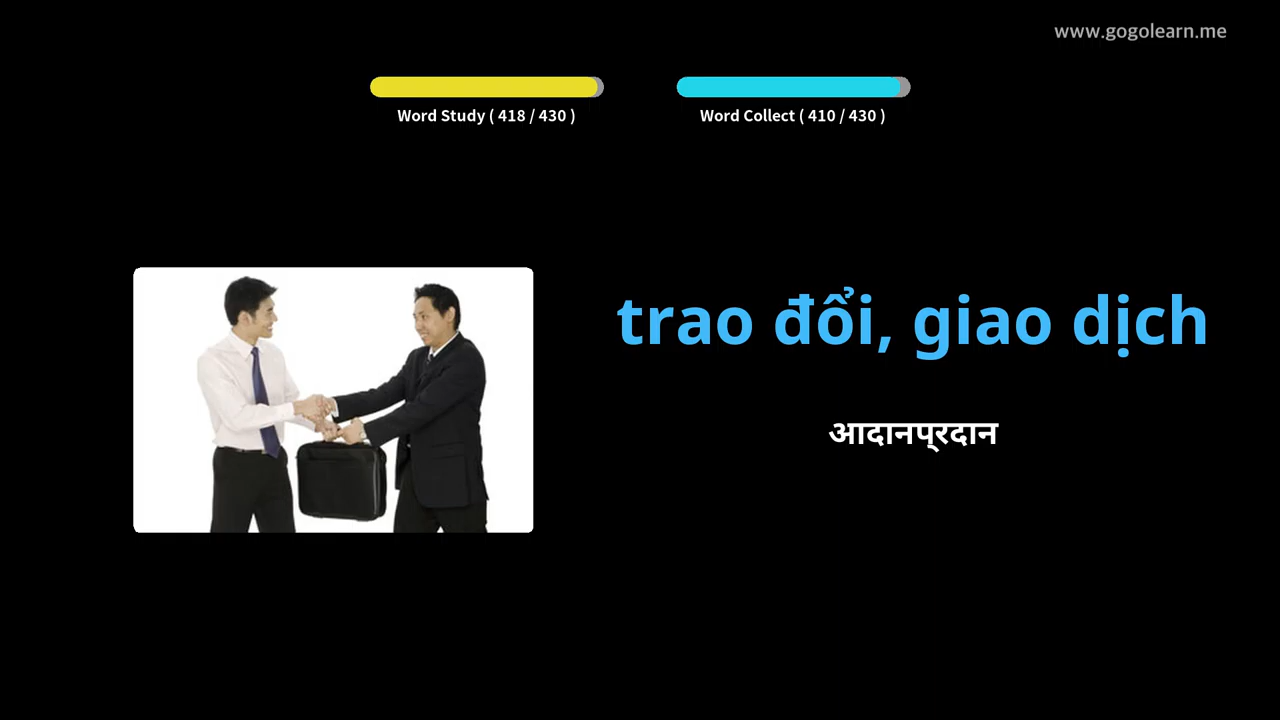 www.gogolearn.me
Word Study ( 418 / 430 )
Word Collect ( 410 / 430 )
trao đổi, giao dịch
आदानप्रदान